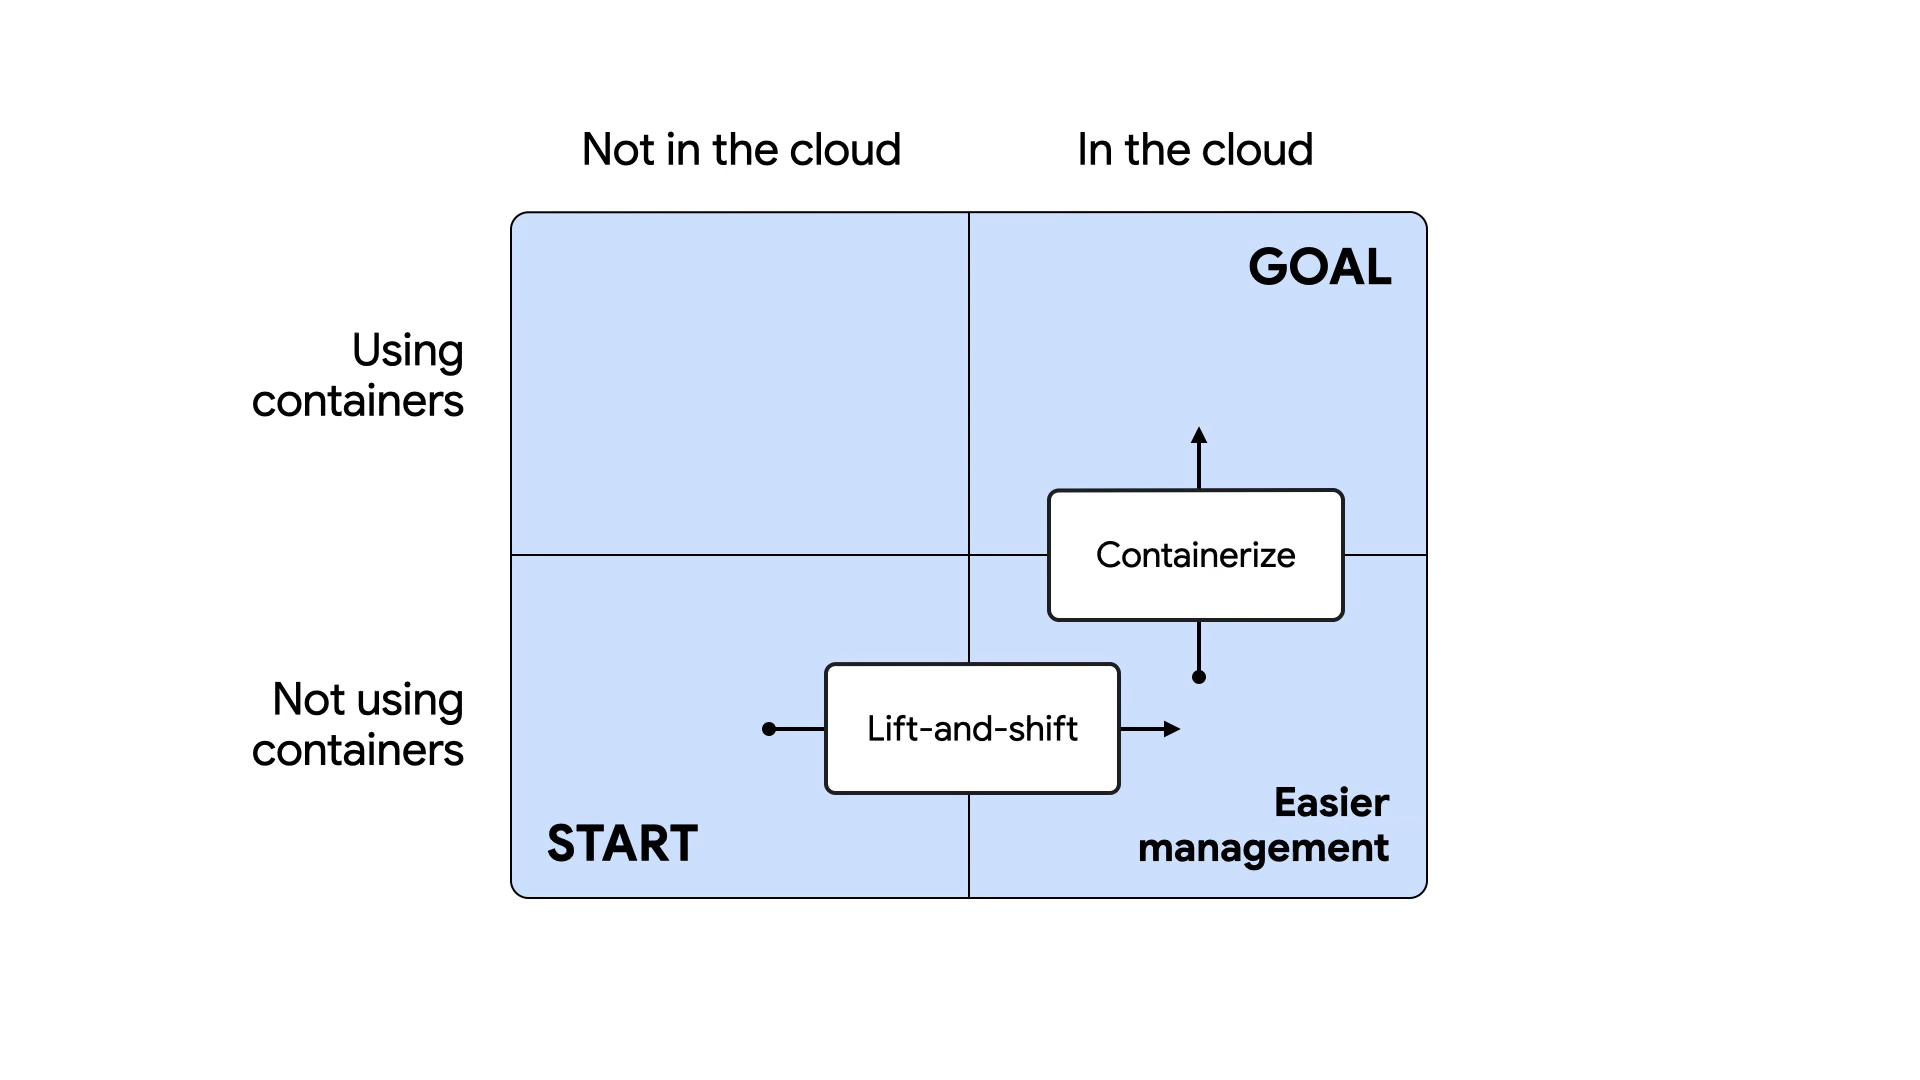 Not in the cloud
In the cloud
GOAL
Using
containers
Containerize
Not using
containers
Lift-and-shift
Easier
management
START